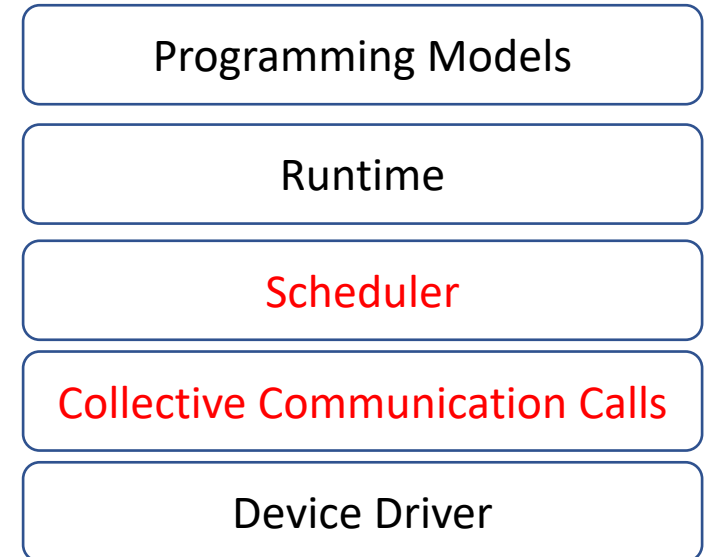 Programming Models
Runtime
Scheduler
Collective Communication Calls
Device Driver